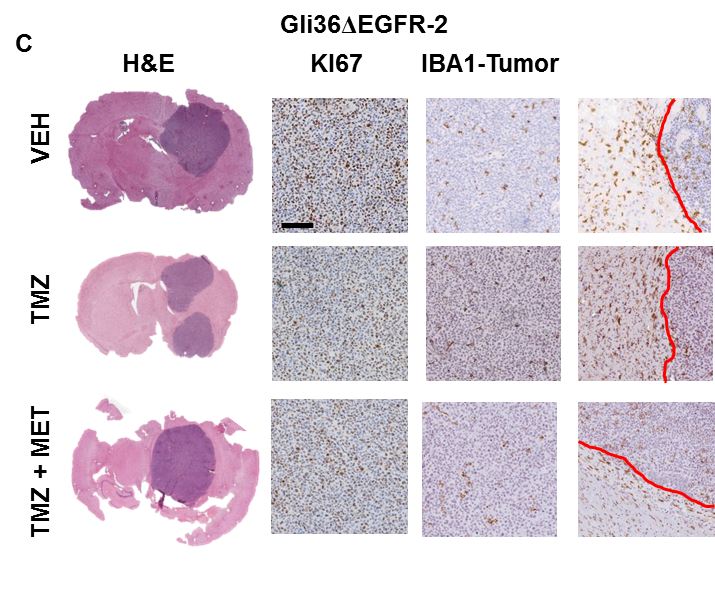 C
Gli36ΔEGFR-2
H&E
KI67
IBA1-Tumor
VEH
TMZ
TMZ + MET